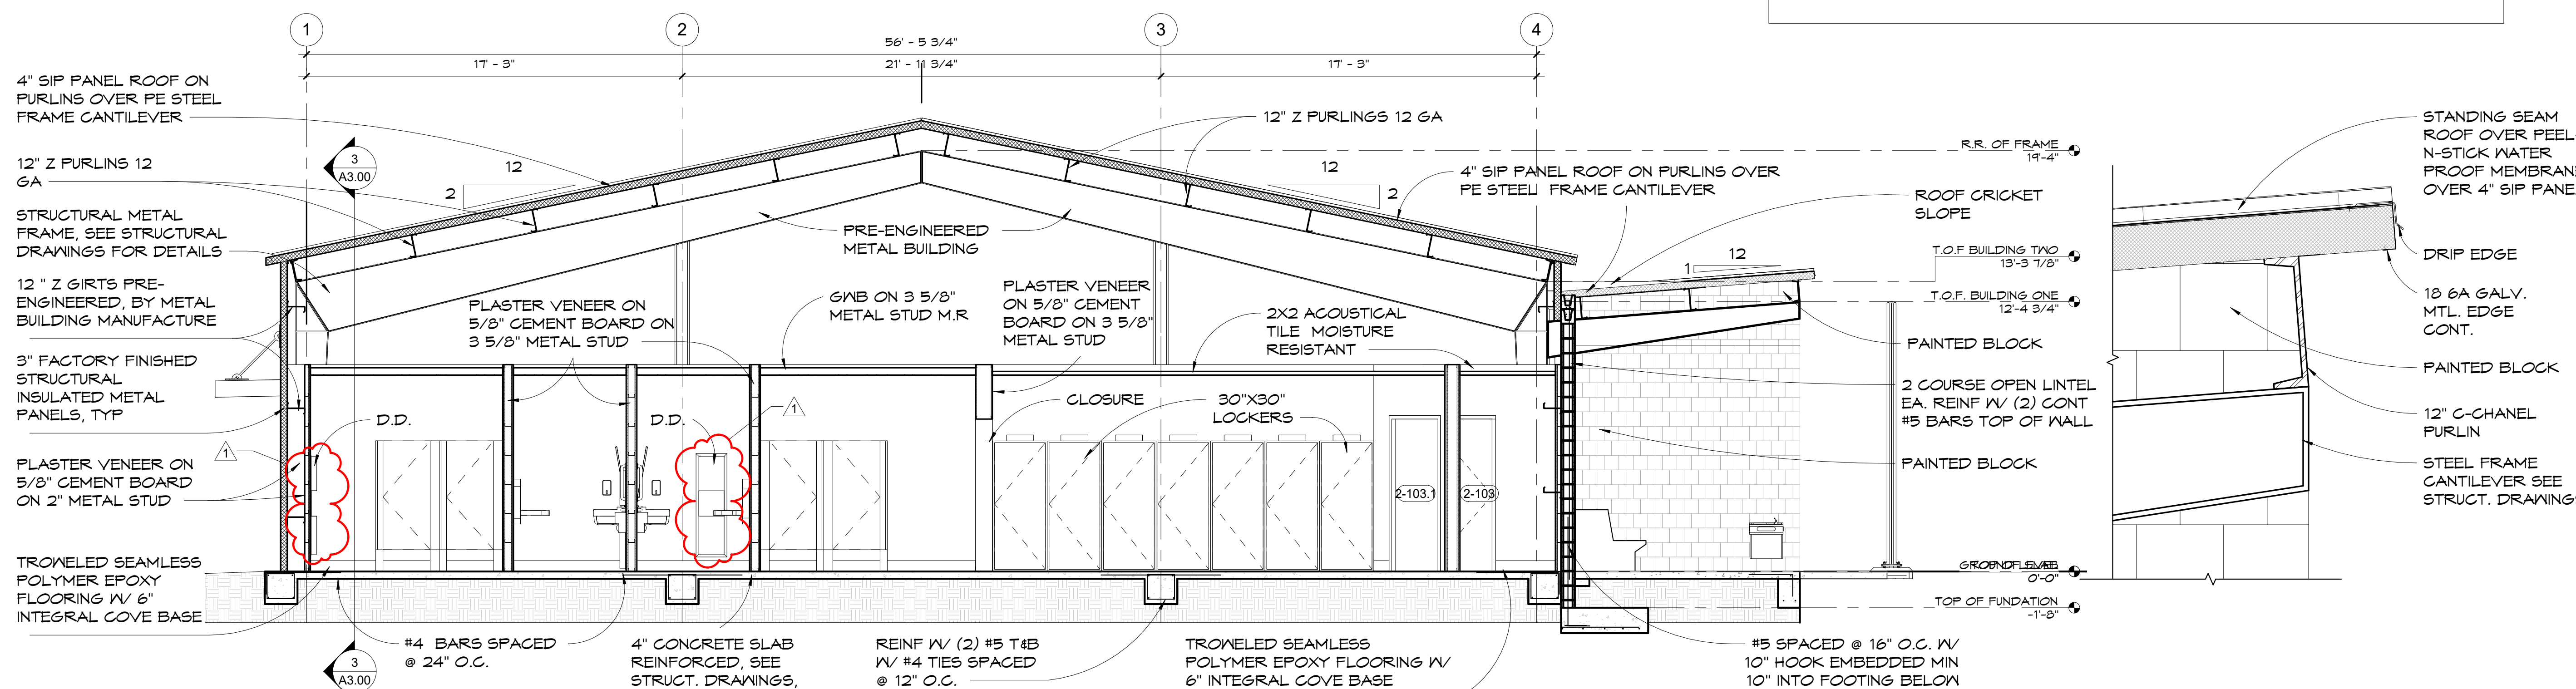 1
2
3
4
56' - 5 3/4"
17' - 3"
21' - 11 3/4"
17' - 3"
4" SIP PANEL ROOF ON
PURLINS OVER PE STEEL
FRAME CANTILEVER
12" Z PURLINS 12
GA
STRUCTURAL METAL
FRAME, SEE STRUCTURAL
DRAWINGS FOR DETAILS
12 " Z GIRTS PRE-
ENGINEERED, BY METAL
BUILDING MANUFACTURE
3" FACTORY FINISHED
STRUCTURAL
INSULATED METAL
PANELS, TYP
1
PLASTER VENEER ON
5/8" CEMENT BOARD
ON 2" METAL STUD
TROWELED SEAMLESS
POLYMER EPOXY
FLOORING W/ 6"
INTEGRAL COVE BASE
3
A3.00
12
2
PRE-ENGINEERED
METAL BUILDING
12" Z PURLINGS 12 GA
12
2
4" SIP PANEL ROOF ON PURLINS OVER
PE STEEL FRAME CANTILEVER
PLASTER VENEER ON
5/8" CEMENT BOARD ON
3 5/8" METAL STUD
GWB ON 3 5/8"
METAL STUD M.R
PLASTER VENEER
ON 5/8" CEMENT
BOARD ON 3 5/8"
METAL STUD
2X2 ACOUSTICAL
TILE MOISTURE
RESISTANT
D.D.
D.D.
1
CLOSURE
30"X30"
LOCKERS
2-103.1
2-103
R.R. OF FRAME
19'-4"
ROOF CRICKET
SLOPE
12
1
T.O.F BUILDING TWO
13'-3 7/8"
T.O.F. BUILDING ONE
12'-4 3/4"
PAINTED BLOCK
2 COURSE OPEN LINTEL
EA. REINF W/ (2) CONT
#5 BARS TOP OF WALL
PAINTED BLOCK
0'-0"
TOP OF FUNDATION
-1'-8"
3
A3.00
#4 BARS SPACED
@ 24" O.C.
4" CONCRETE SLAB
REINFORCED, SEE
STRUCT. DRAWINGS,
REINF W/ (2) #5 T&B
W/ #4 TIES SPACED
@ 12" O.C.
TROWELED SEAMLESS
POLYMER EPOXY FLOORING W/
6" INTEGRAL COVE BASE
#5 SPACED @ 16" O.C. W/
10" HOOK EMBEDDED MIN
10" INTO FOOTING BELOW
STANDING SEAM
ROOF OVER PEEL
N-STICK WATER
PROOF MEMBRAN
OVER 4" SIP PANE
DRIP EDGE
18 GA GALV.
MTL. EDGE
CONT.
PAINTED BLOCK
12" C-CHANEL
PURLIN
STEEL FRAME
CANTILEVER SEE
STRUCT. DRAWING